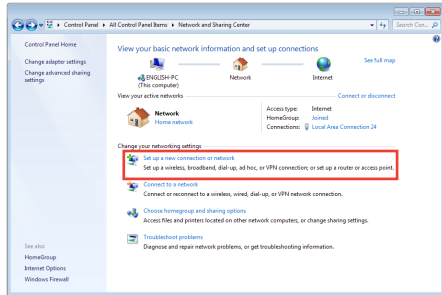 Control Panel ▸ All Control Panel Items ▸ Network and Sharing Center
Search Con...
Control Panel Home
Change adapter settings
Change advanced sharing
settings
View your basic network information and set up connections
See full map
ENGLISH-PC
(This computer)
Network
Internet
View your active networks
Connect or disconnect
Network
Home network
Access type: Internet
HomeGroup: Joined
Connections: Local Area Connection 24
Change your networking settings
Set up a new connection or network
Set up a wireless, broadband, dial-up, ad hoc, or VPN connection; or set up a router or access point.
Connect to a network
Connect or reconnect to a wireless, wired, dial-up, or VPN network connection.
Choose homegroup and sharing options
Access files and printers located on other network computers, or change sharing settings.
Troubleshoot problems
Diagnose and repair network problems, or get troubleshooting information.
See also
HomeGroup
Internet Options
Windows Firewall